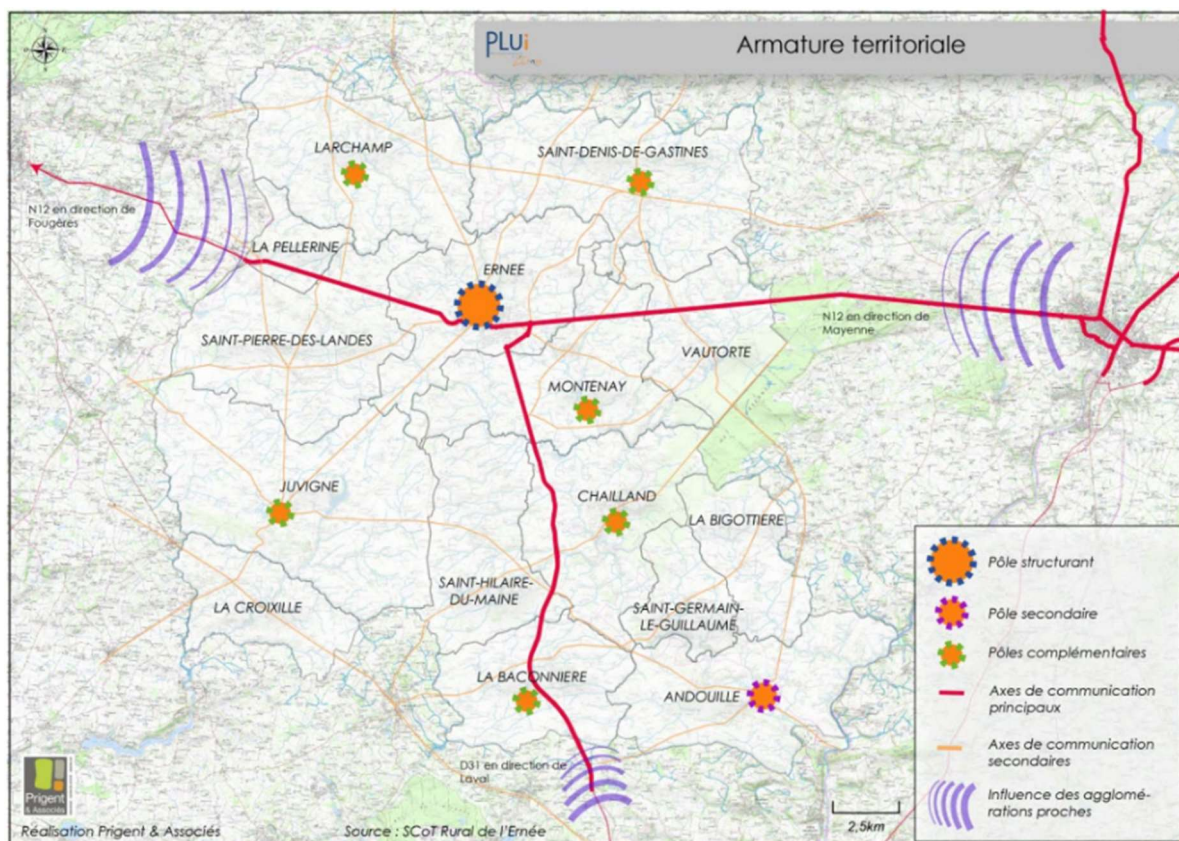 PLUi
Armature territoriale
LARCHAMP
SAINT-DENIS-DE-GASTINES
N12 en direction de
Fougères
LA PELLERINE
ERNEE
N12 en direction de
Mayenne
SAINT-PIERRE-DES-LANDES
VAUTORTE
MONTENAY
JUVIGNE
CHAILLAND
LA BIGOTTIERE
SAINT-HILAIRE-
DU-MAINE
LA CROIXILLE
SAINT-GERMAIN-
LE-GUILLAUME
LA BACONNIERE
ANDOUILLE
D31 en direction de
Laval
Pôle structurant
Pôle secondaire
Pôles complémentaires
Axes de communication
principaux
Axes de communication
secondaires
Influence des agglomé-
rations proches
2,5km
Prigent
& Associés
Réalisation Prigent & Associés
Source : SCoT Rural de l'Ernée